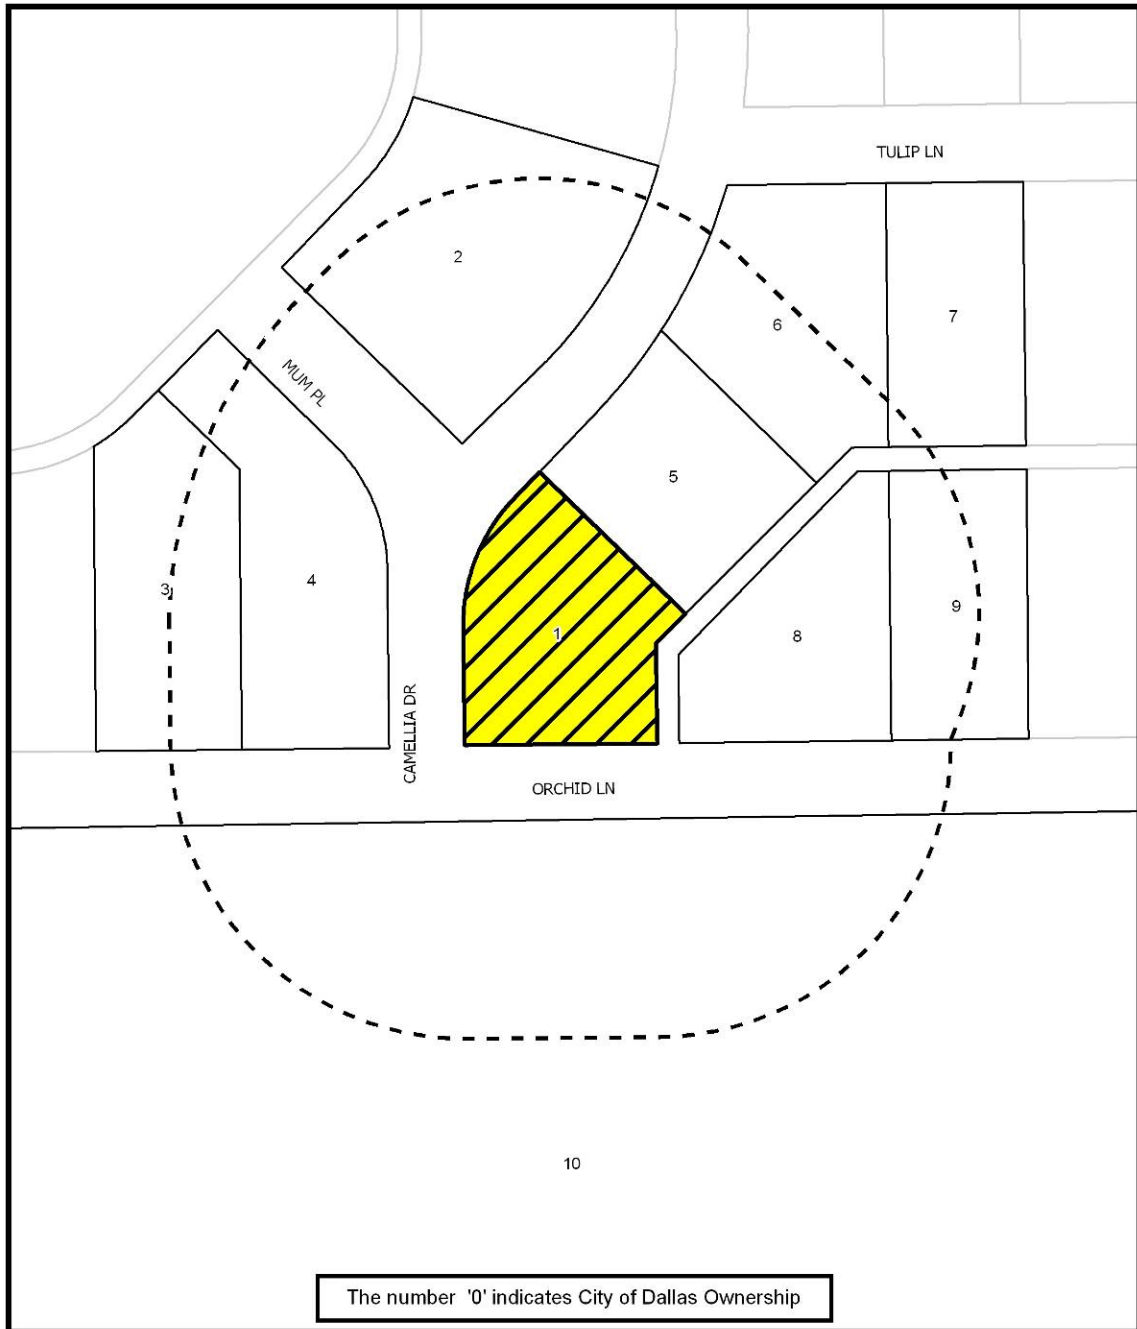 TULIP LN
2
6
7
MUM PL
5
3
4
9
1
8
CAMELLIA DR
ORCHID LN
10
The number '0' indicates City of Dallas Ownership